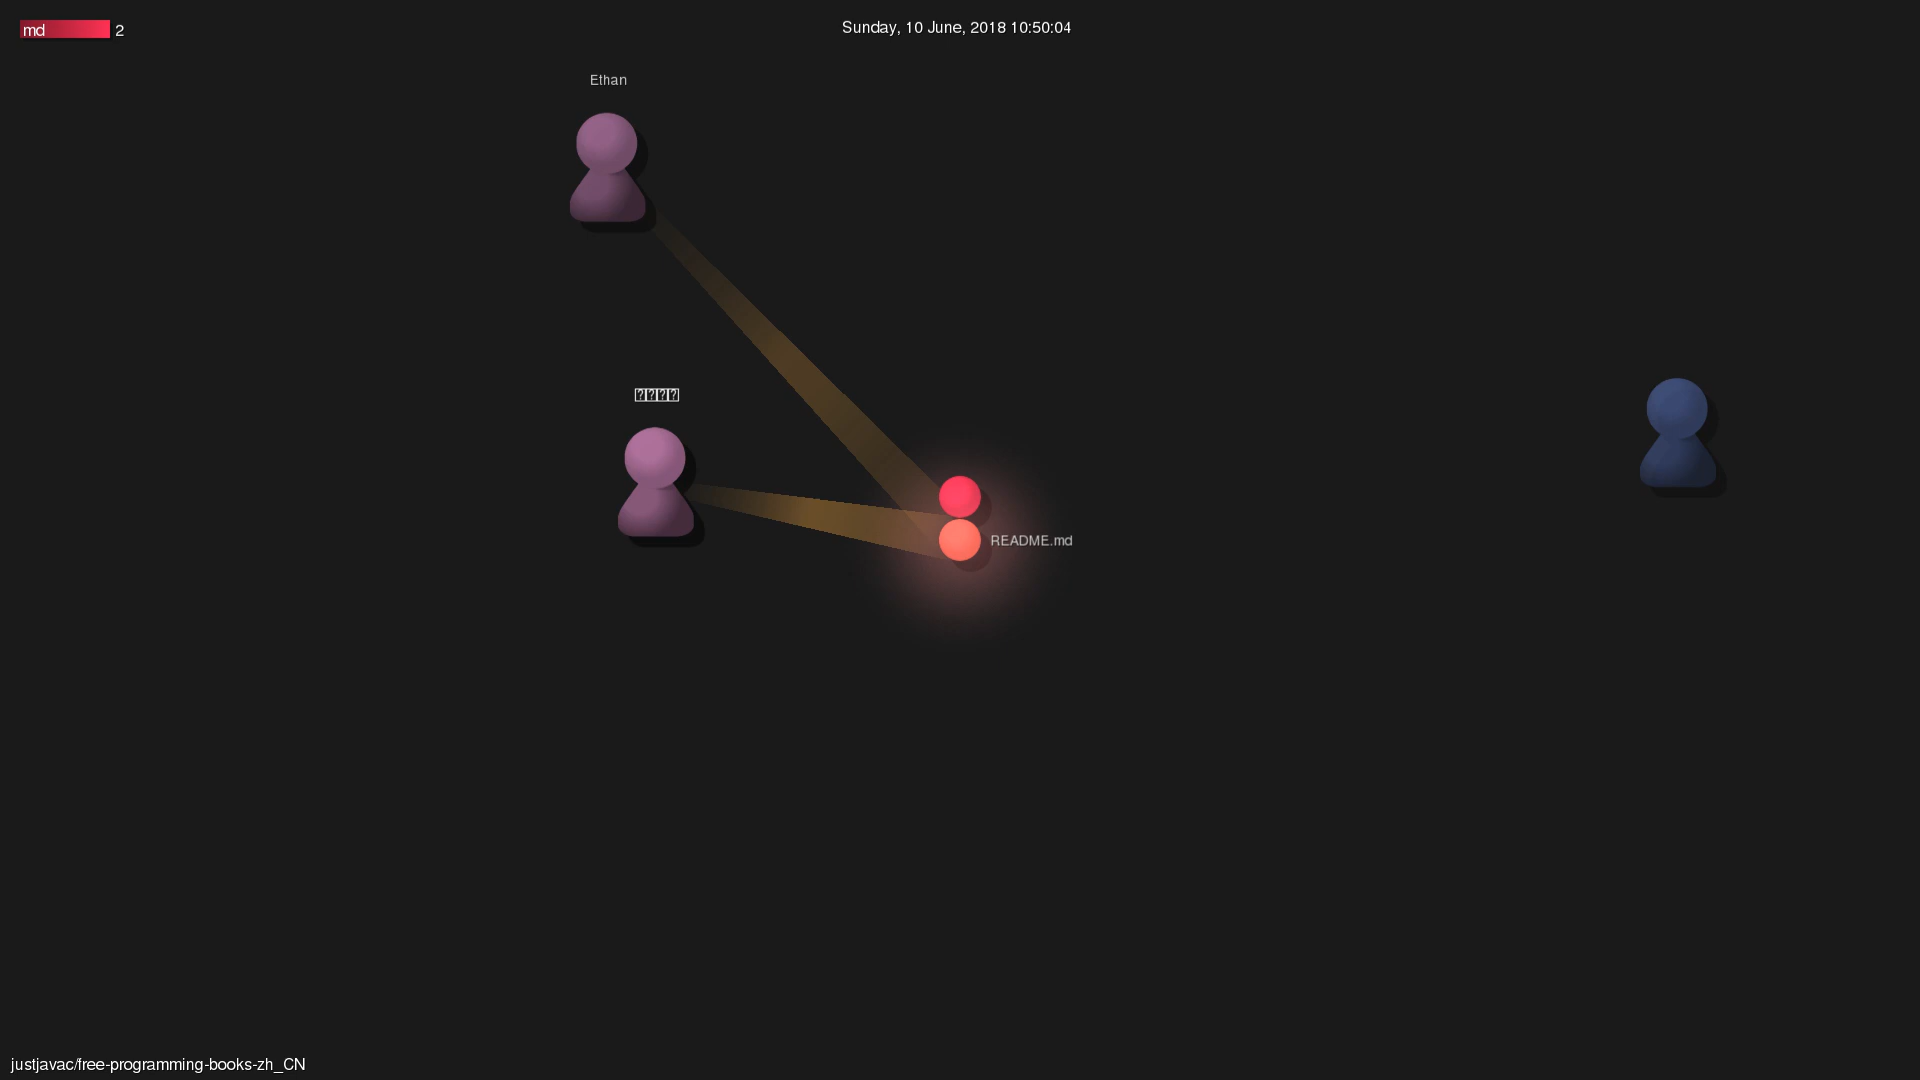 md 2
Sunday, 10 June, 2018 10:50:04
Ethan
README.md
justjavac/free-programming-books-zh_CN